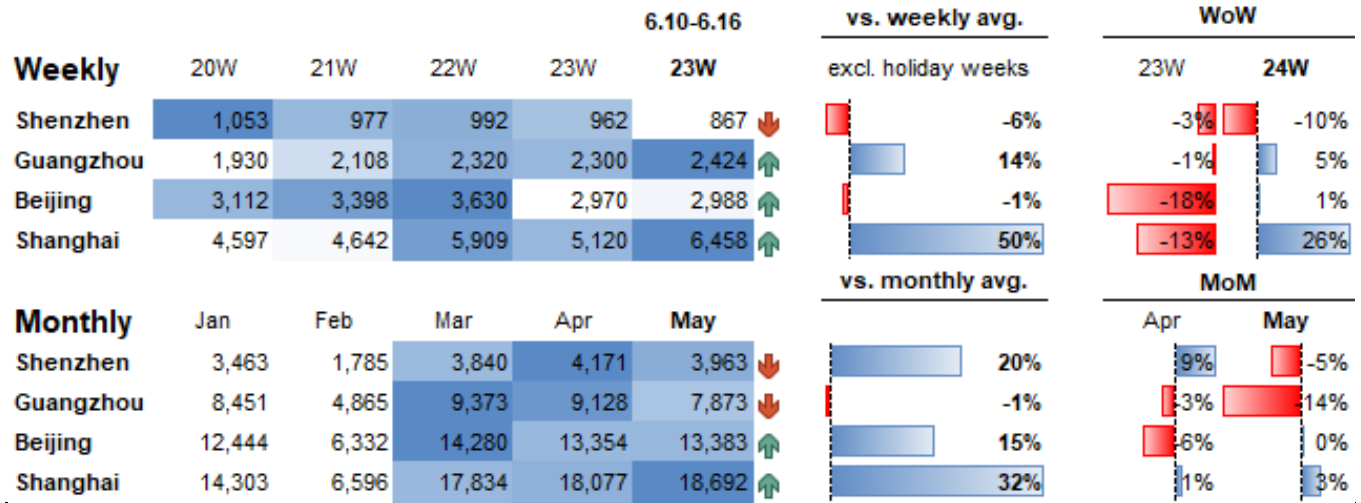 6.10-6.16 vs. weekly avg. WoW
Weekly 20W 21W 22W 23W 23W excl. holiday weeks 23W 24W
Shenzhen 1,053 977 992 962 867 -6% -3% -10%
Guangzhou 1,930 2,108 2,320 2,300 2,424 14% -1% 5%
Beijing 3,112 3,398 3,630 2,970 2,988 -1% -18% 1%
Shanghai 4,597 4,642 5,909 5,120 6,458 50% -13% 26%
vs. monthly avg. MoM
Monthly Jan Feb Mar Apr May Apr May
Shenzhen 3,463 1,785 3,840 4,171 3,963 20% 9% -5%
Guangzhou 8,451 4,865 9,373 9,128 7,873 -1% -3% -14%
Beijing 12,444 6,332 14,280 13,354 13,383 15% -6% 0%
Shanghai 14,303 6,596 17,834 18,077 18,692 32% 1% 3%